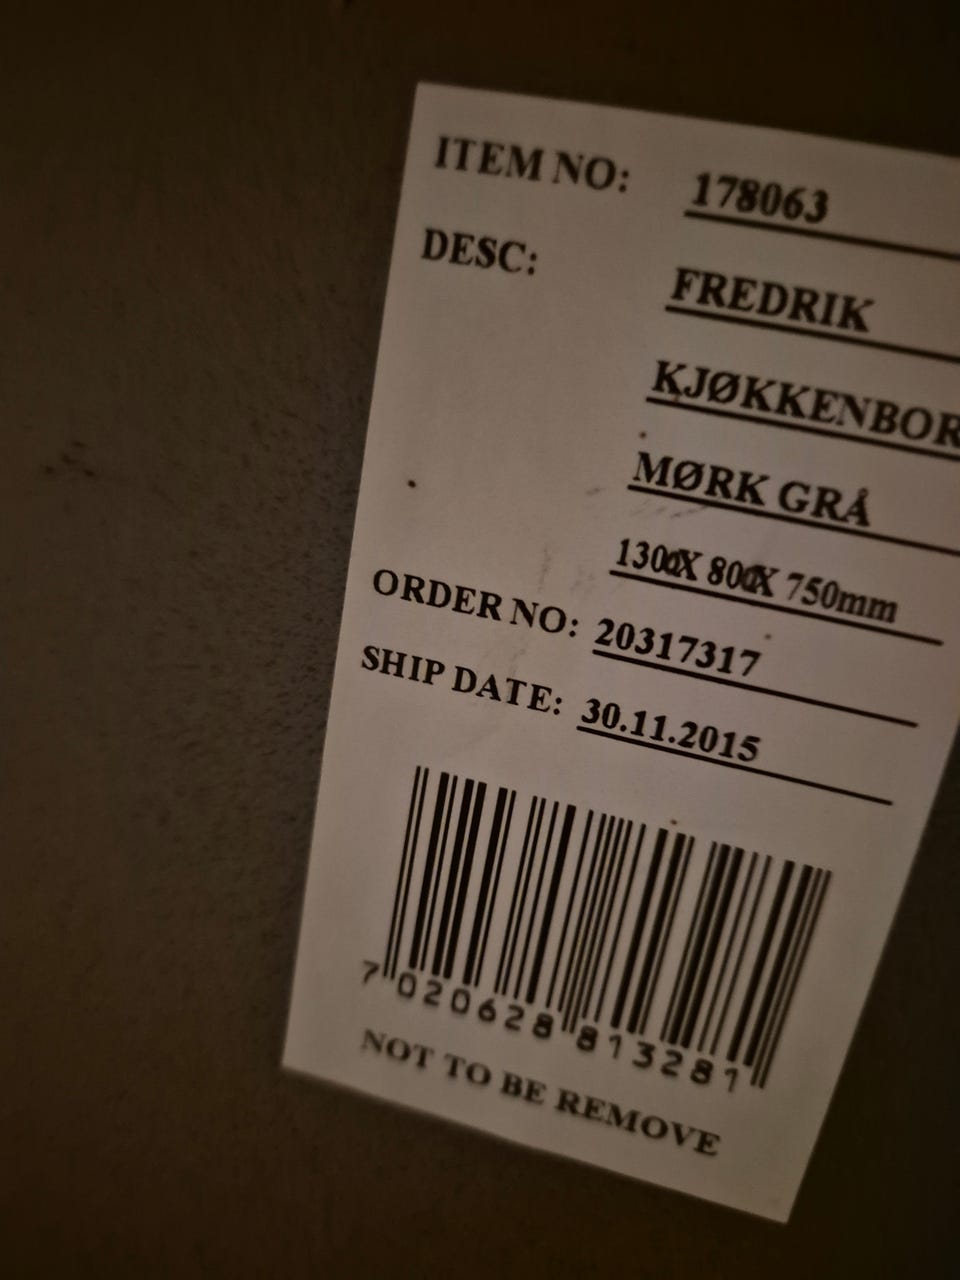 ITEM NO: 178063
DESC: FREDRIK
KJØKKENBOR
MØRK GRÅ
1300X 800X 750mm
ORDER NO: 20317317
SHIP DATE: 30.11.2015
7 020628 813281
NOT TO BE REMOVE